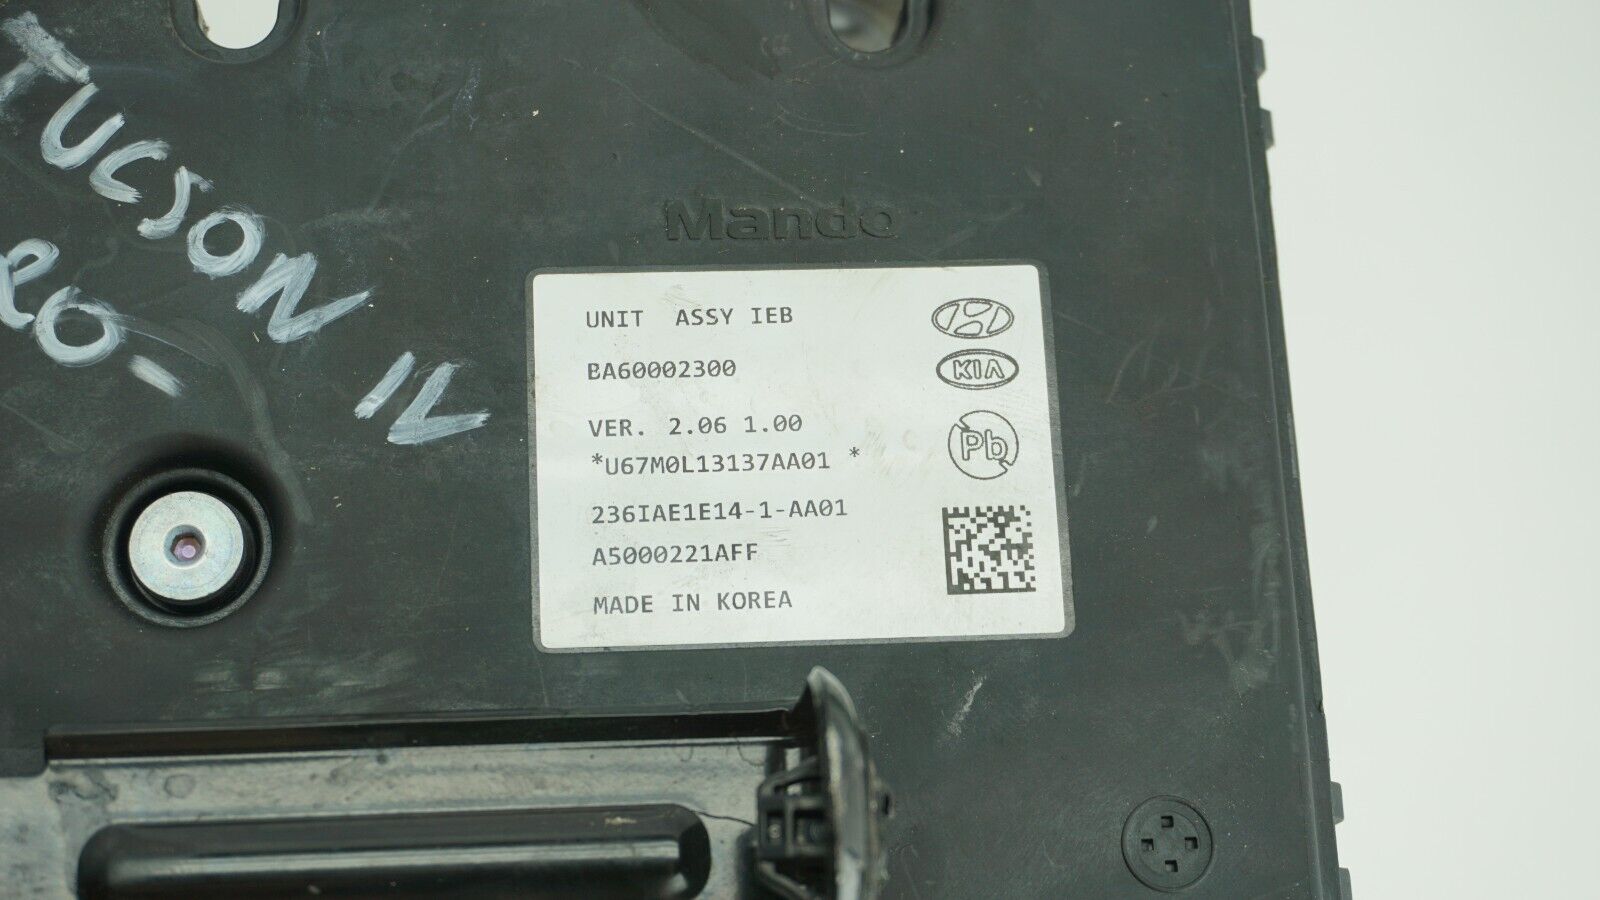 TUCSON IV
RO-
Mando
UNIT ASSY IEB
BA60002300
KIA
VER. 2.06 1.00
Pb
*U67M0L13137AA01 *
236IAE1E14-1-AA01
A5000221AFF
MADE IN KOREA